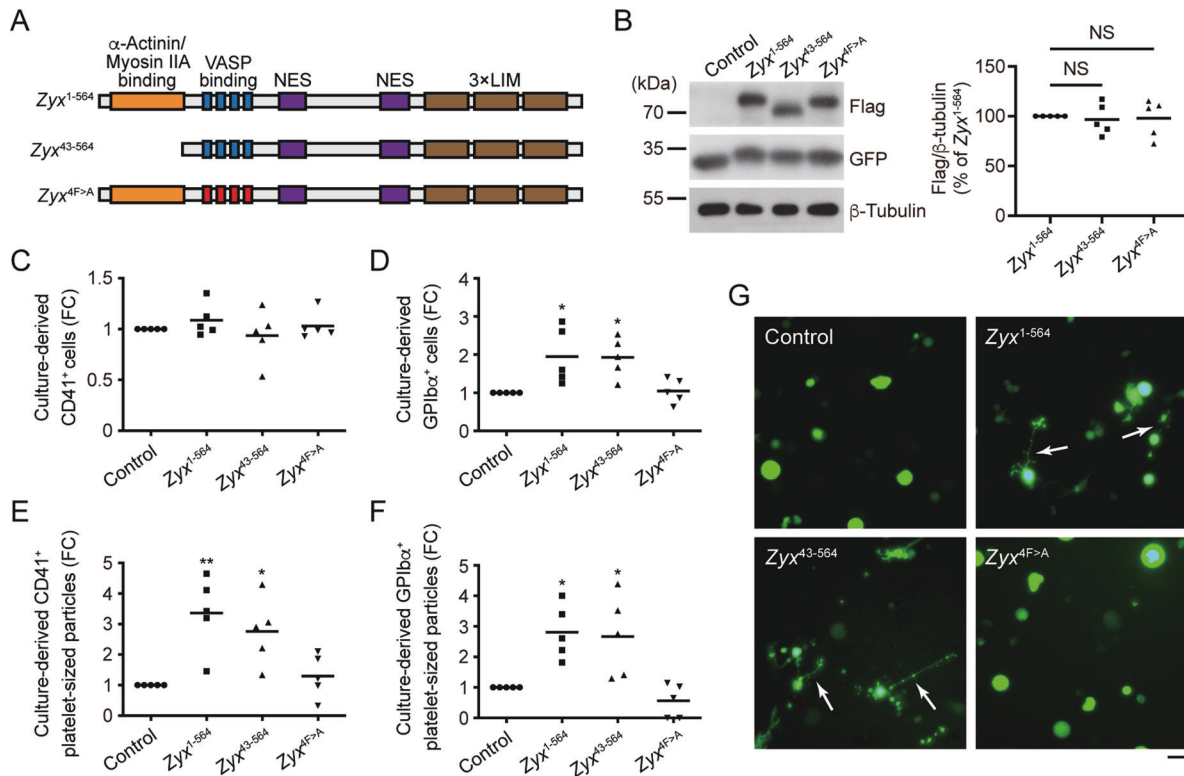 A
α-Actinin/
Myosin IIA
binding
VASP
binding
NES
NES
3×LIM
Zyx1-564
Zyx43-564
Zyx4F>A
B
(kDa)
Control
Zyx1-564
Zyx43-564
Zyx4F>A
70
Flag
35
GFP
55
β-Tubulin
Flag/β-tubulin
(% of Zyx1-564)
150
100
50
0
NS
NS
Zyx1-564
Zyx43-564
Zyx4F>A
C
Culture-derived
CD41+ cells (FC)
1.5
1
0.5
0
Control
Zyx1-564
Zyx43-564
Zyx4F>A
D
Culture-derived
GPIbα+ cells (FC)
4
3
2
1
0
*
*
Control
Zyx1-564
Zyx43-564
Zyx4F>A
E
Culture-derived CD41+
platelet-sized particles (FC)
5
4
3
2
1
0
**
*
Control
Zyx1-564
Zyx43-564
Zyx4F>A
F
Culture-derived GPIbα+
platelet-sized particles (FC)
5
4
3
2
1
0
*
*
Control
Zyx1-564
Zyx43-564
Zyx4F>A
G
Control
Zyx1-564
Zyx43-564
Zyx4F>A